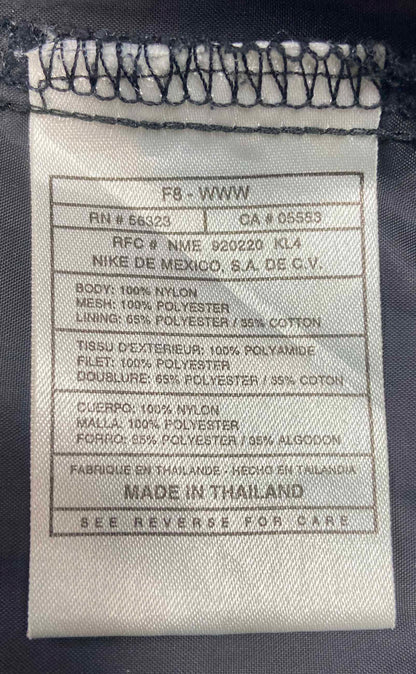 F8 - WWW
RN # 56323 CA # 05553
RFC # NME 920220 KL4
NIKE DE MEXICO, S.A. DE C.V.
BODY: 100% NYLON
MESH: 100% POLYESTER
LINING: 65% POLYESTER / 35% COTTON
TISSU D'EXTERIEUR: 100% POLYAMIDE
FILET: 100% POLYESTER
DOUBLURE: 65% POLYESTER / 35% COTON
CUERPO: 100% NYLON
MALLA: 100% POLYESTER
FORRO: 65% POLYESTER / 35% ALGODON
FABRIQUE EN THAILANDE - HECHO EN TAILANDIA
MADE IN THAILAND
SEE REVERSE FOR CARE